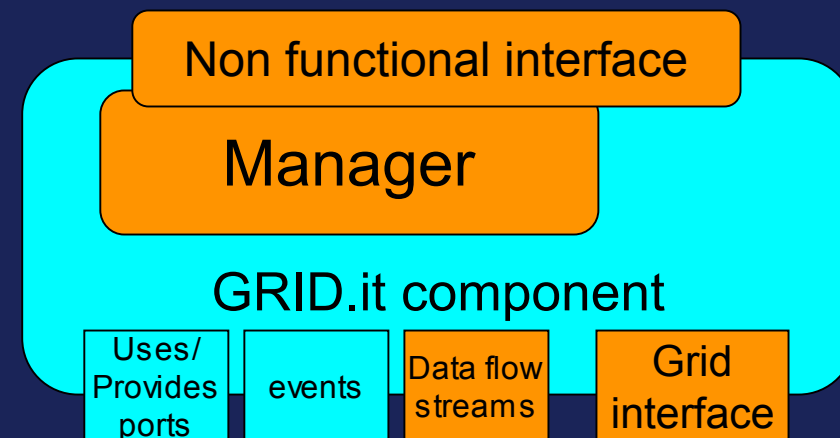 Non functional interface
Manager
GRID.it component
Uses/
Provides
ports
events
Data flow
streams
Grid
interface